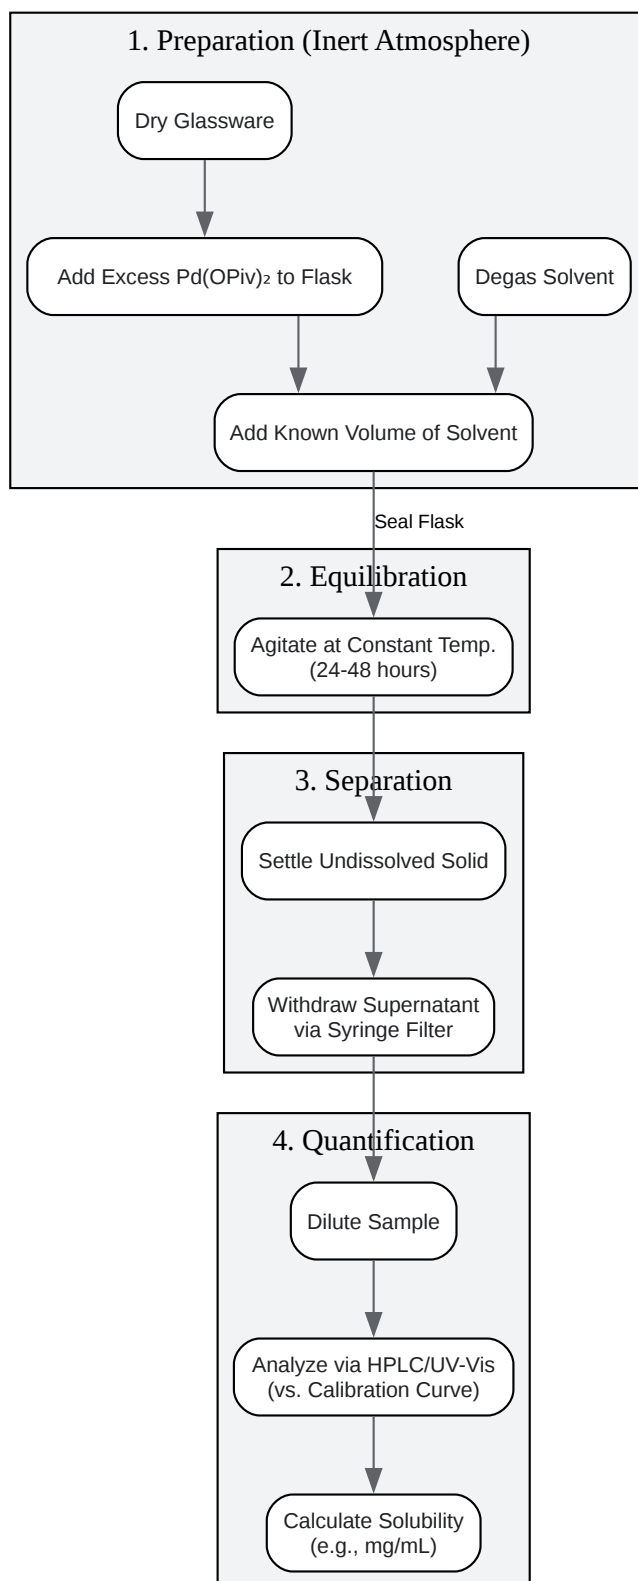 1. Preparation (Inert Atmosphere)
Dry Glassware
Add Excess Pd(OPiv)₂ to Flask
Degas Solvent
Add Known Volume of Solvent
Seal Flask
2. Equilibration
Agitate at Constant Temp.
(24-48 hours)
3. Separation
Settle Undissolved Solid
Withdraw Supernatant
via Syringe Filter
4. Quantification
Dilute Sample
Analyze via HPLC/UV-Vis
(vs. Calibration Curve)
Calculate Solubility
(e.g., mg/mL)